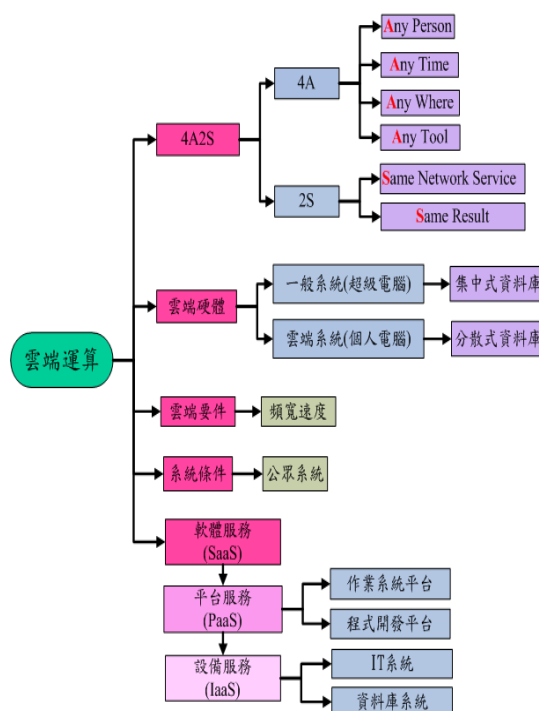 Any Person
Any Time
4A
Any Where
Any Tool
4A2S
2S
Same Network Service
Same Result
雲端運算
雲端硬體
一般系統(超級電腦)
集中式資料庫
雲端系統(個人電腦)
分散式資料庫
雲端要件
頻寬速度
系統條件
公眾系統
軟體服務
(SaaS)
平台服務
(PaaS)
作業系統平台
程式開發平台
設備服務
(IaaS)
IT系統
資料庫系統